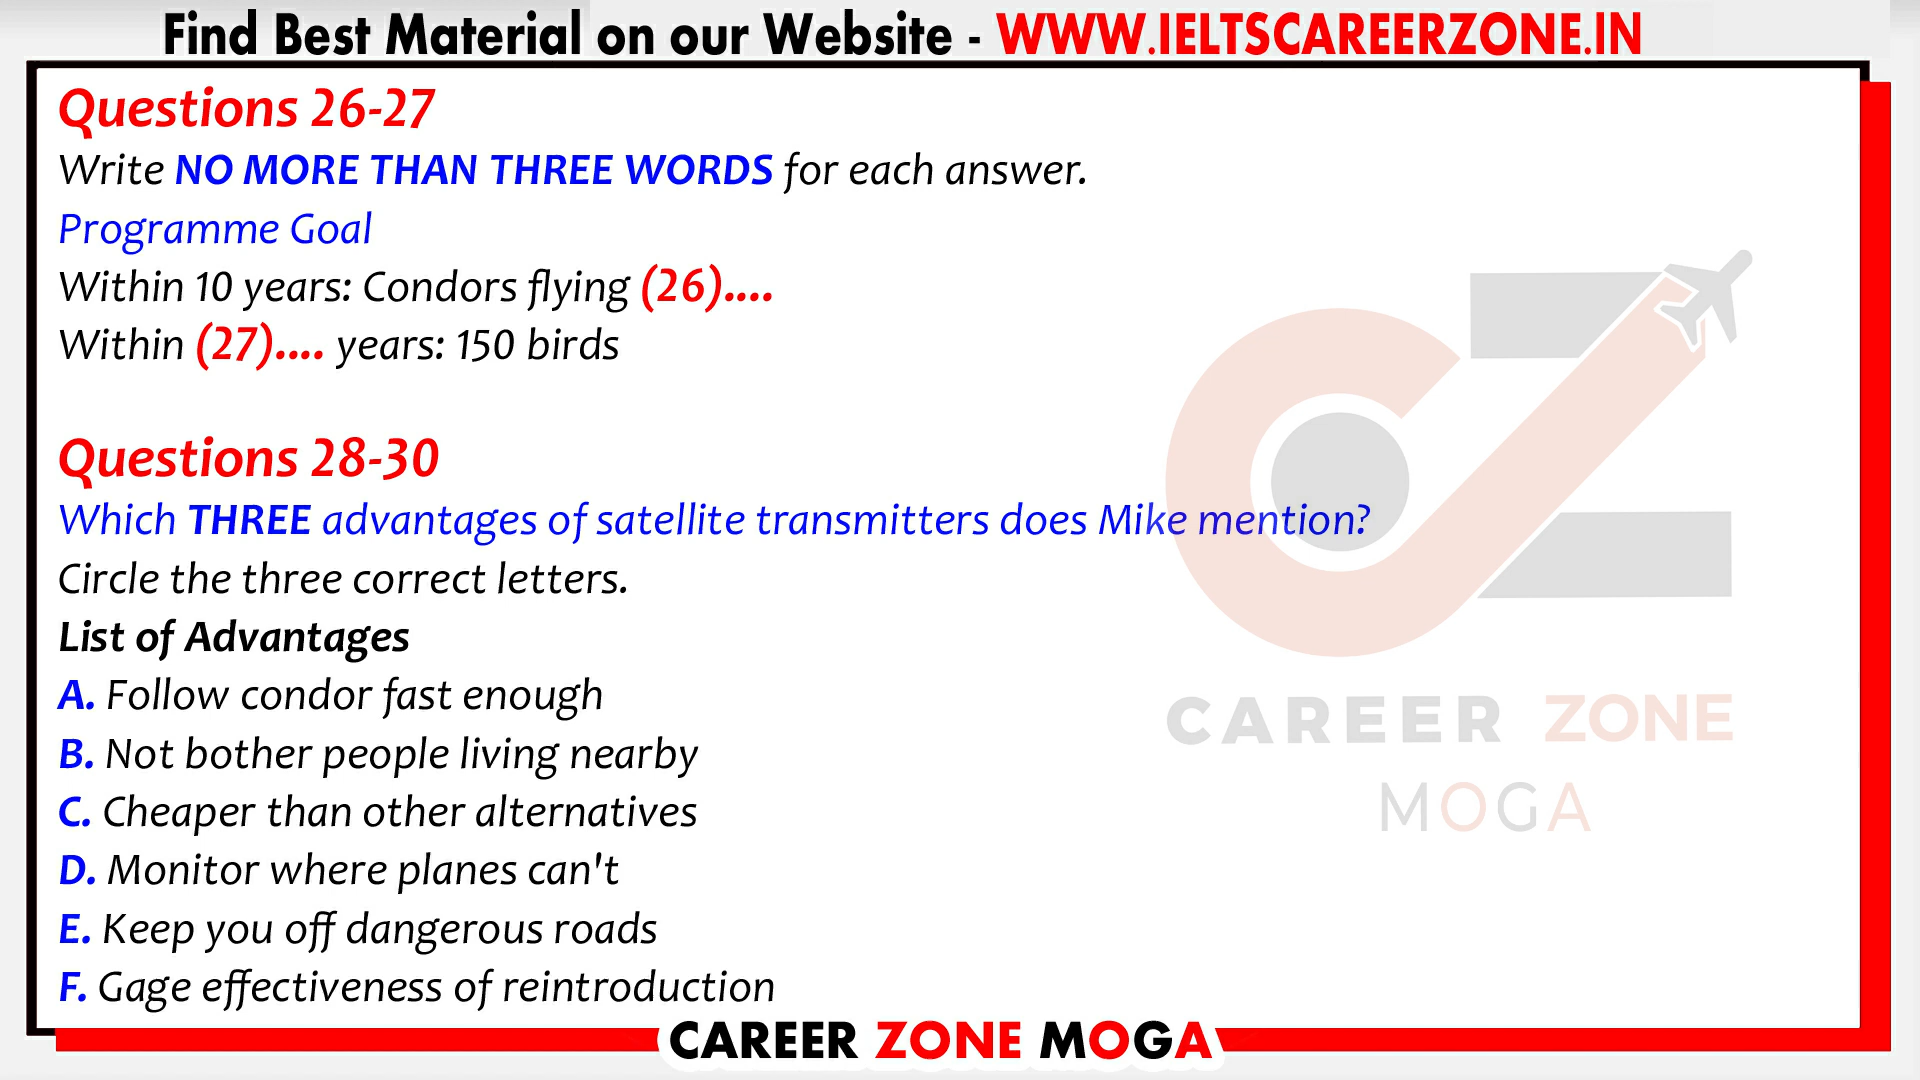 Find Best Material on our Website - WWW.IELTSCAREERZONE.IN
Questions 26-27
Write NO MORE THAN THREE WORDS for each answer.
Programme Goal
Within 10 years: Condors flying (26)....
Within (27).... years: 150 birds
Questions 28-30
Which THREE advantages of satellite transmitters does Mike mention?
Circle the three correct letters.
List of Advantages
A. Follow condor fast enough
B. Not bother people living nearby
C. Cheaper than other alternatives
D. Monitor where planes can't
E. Keep you off dangerous roads
F. Gage effectiveness of reintroduction
CAREER ZONE
MOGA
CAREER ZONE MOGA